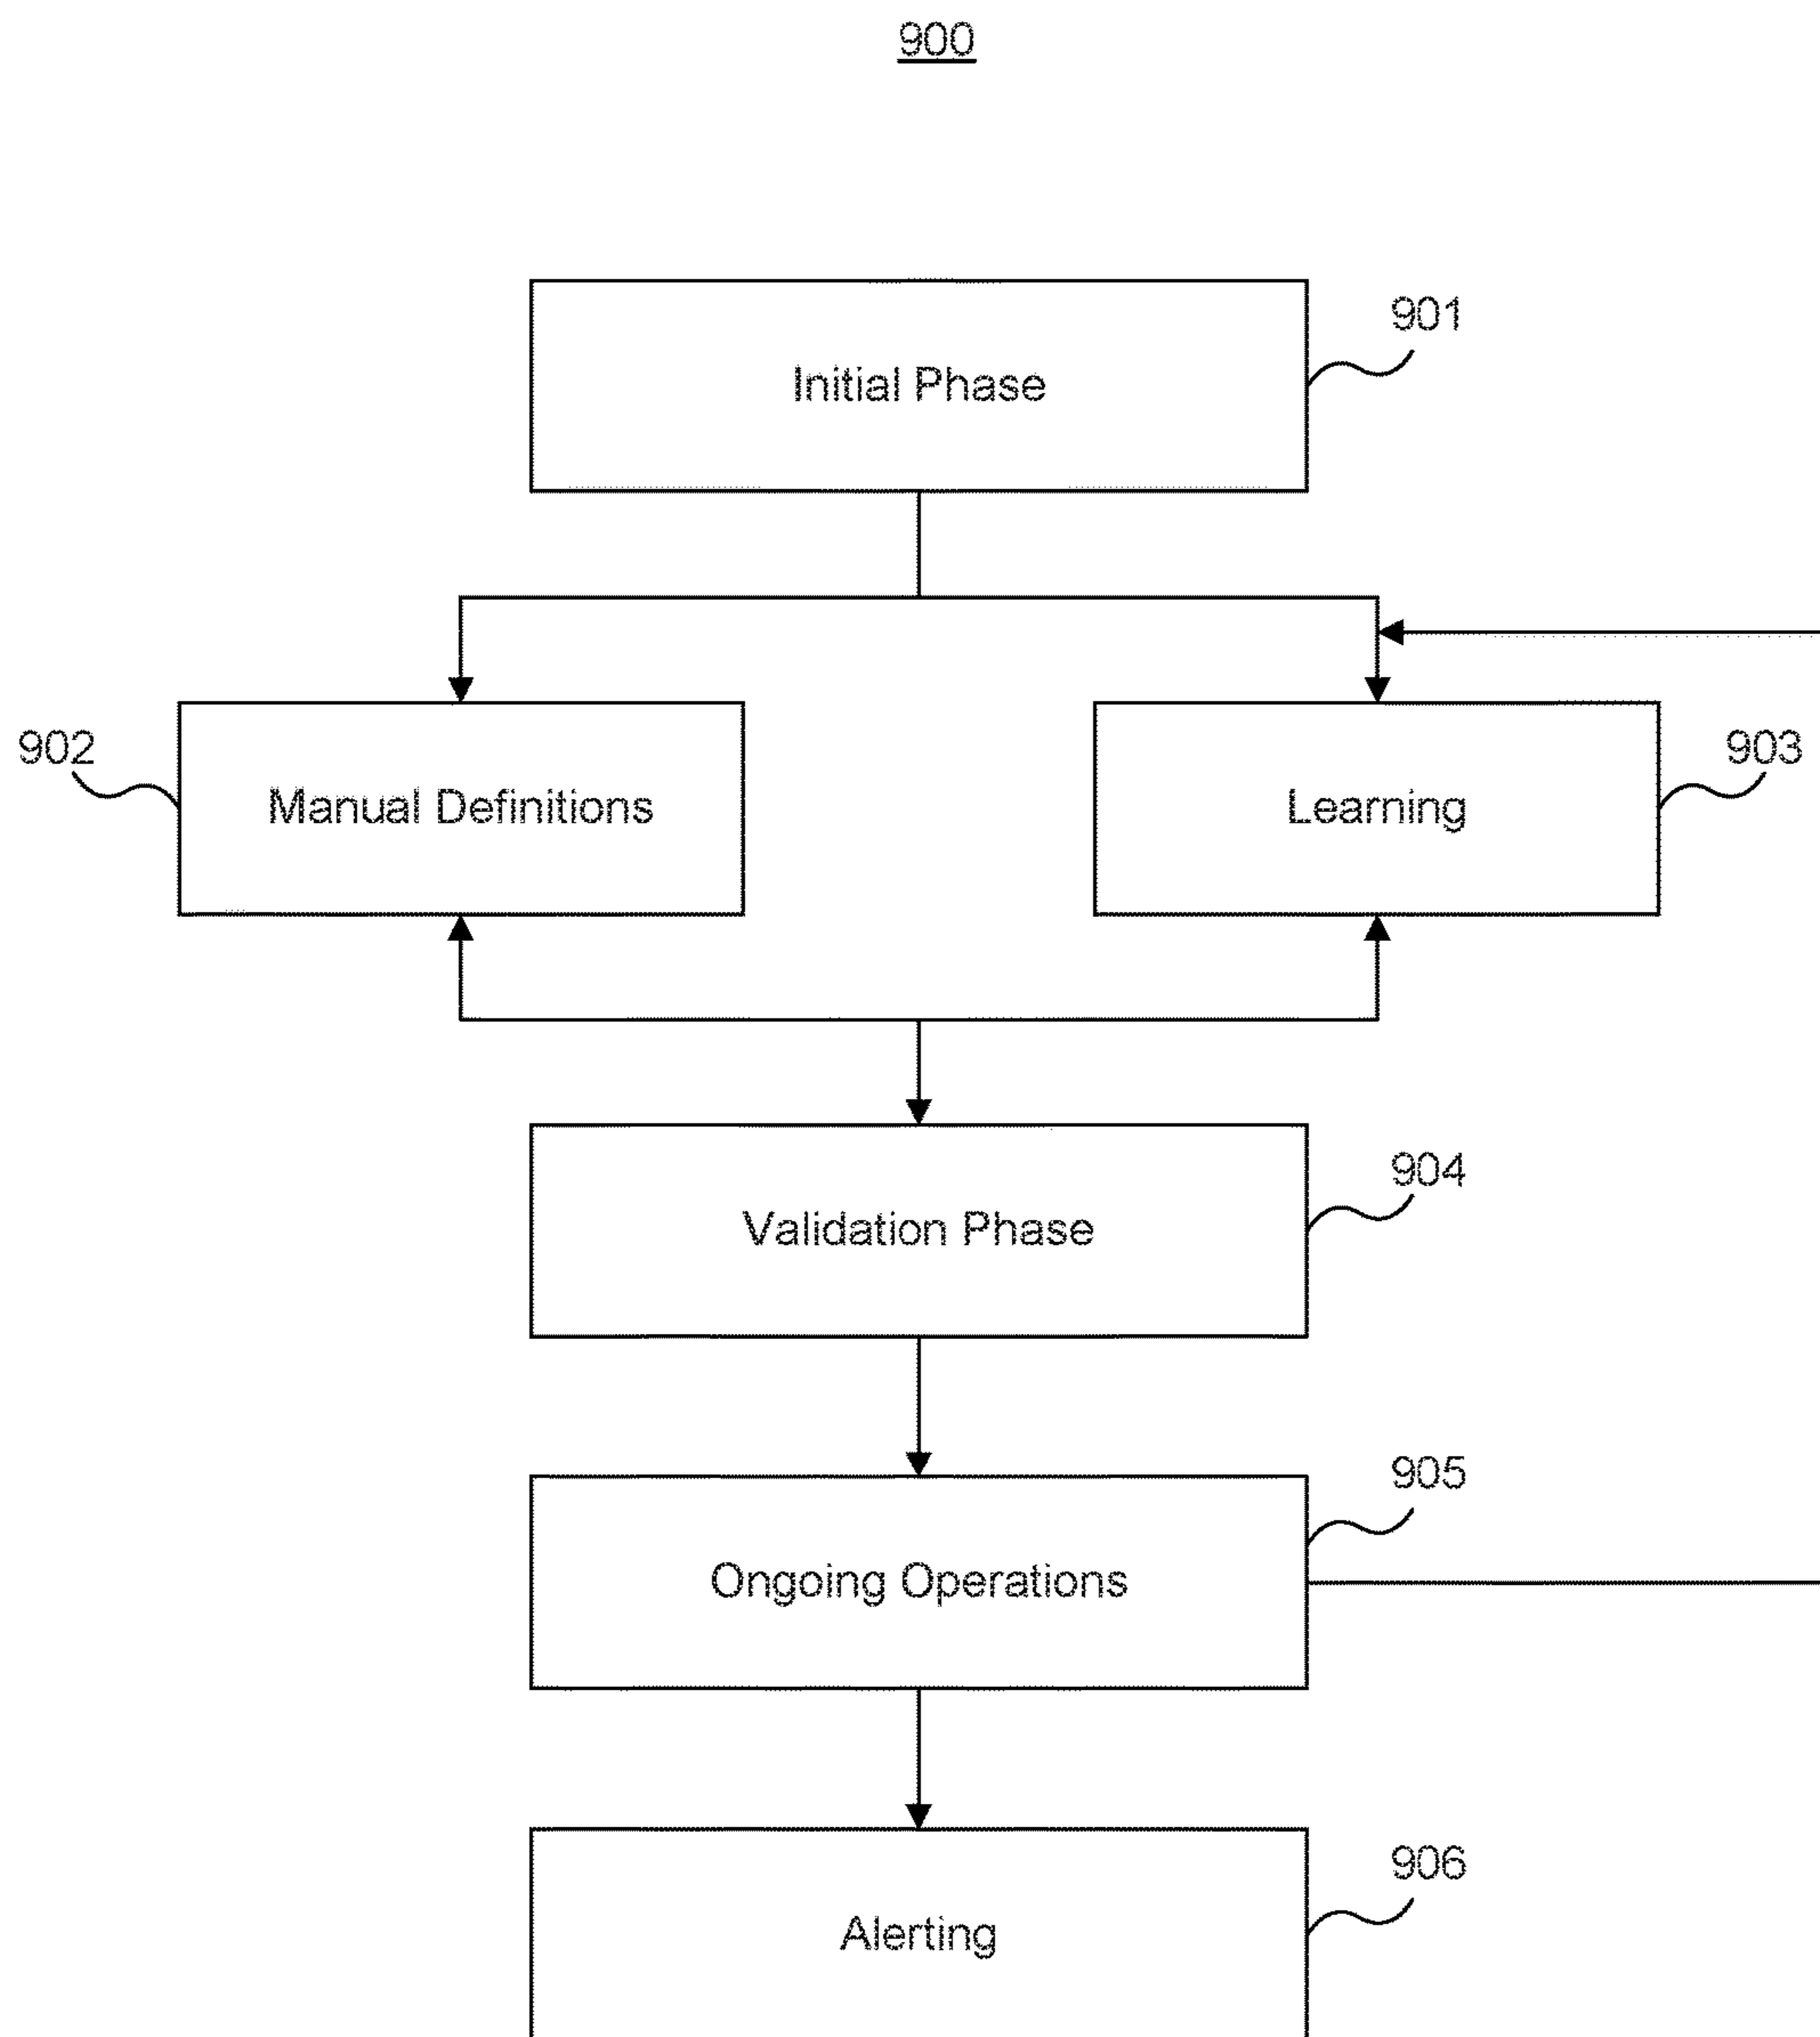 900
Initial Phase
901
902
Manual Definitions
Learning
903
Validation Phase
904
Ongoing Operations
905
Alerting
906